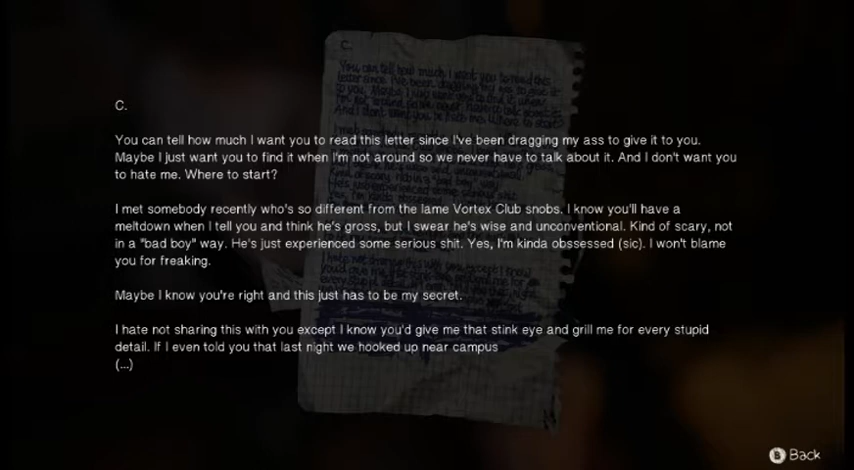 C.
You can tell how much I want you to read this letter since I've been dragging my ass to give it to you.
Maybe I just want you to find it when I'm not around so we never have to talk about it. And I don't want you
to hate me. Where to start?
I met somebody recently who's so different from the lame Vortex Club snobs. I know you'll have a
meltdown when I tell you and think he's gross, but I swear he's wise and unconventional. Kind of scary, not
in a "bad boy" way. He's just experienced some serious shit. Yes, I'm kinda obssessed (sic). I won't blame
you for freaking.
Maybe I know you're right and this just has to be my secret.
I hate not sharing this with you except I know you'd give me that stink eye and grill me for every stupid
detail. If I even told you that last night we hooked up near campus
(...)
B Back